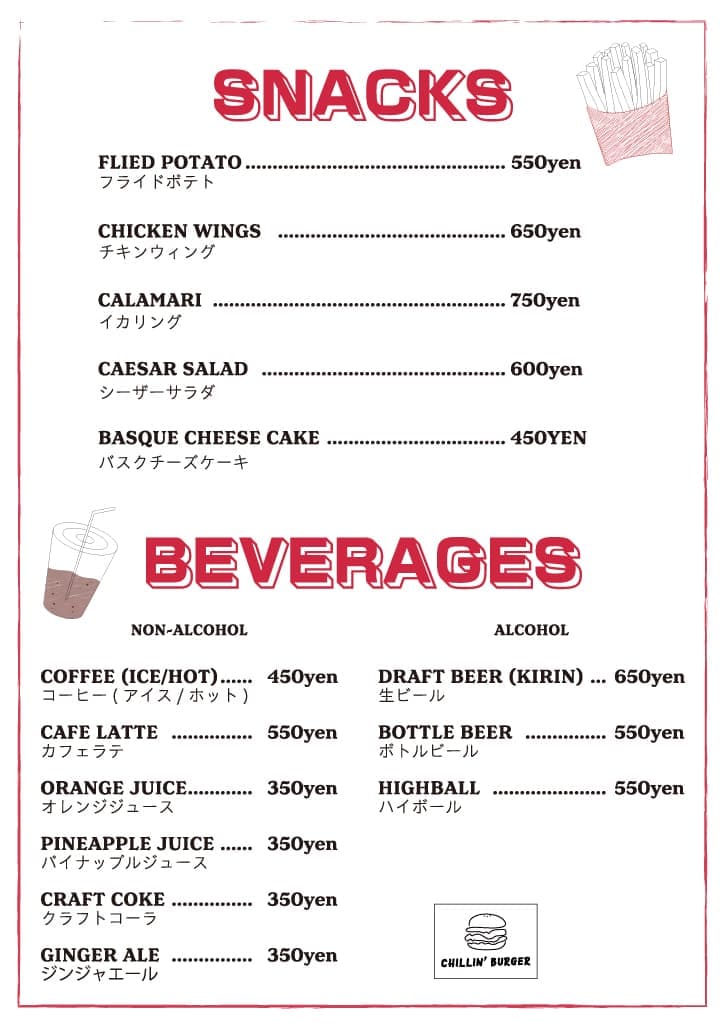 SNACKS
FLIED POTATO ........ 550yen
フライドポテト
CHICKEN WINGS ........ 650yen
チキンウィング
CALAMARI ........ 750yen
イカリング
CAESAR SALAD ........ 600yen
シーザーサラダ
BASQUE CHEESE CAKE ........ 450YEN
バスクチーズケーキ
BEVERAGES
NON-ALCOHOL
COFFEE (ICE/HOT)...... 450yen
コーヒー ( アイス / ホット )
CAFE LATTE ............... 550yen
カフェラテ
ORANGE JUICE............ 350yen
オレンジジュース
PINEAPPLE JUICE ...... 350yen
パイナップルジュース
CRAFT COKE ............... 350yen
クラフトコーラ
GINGER ALE ............... 350yen
ジンジャエール
ALCOHOL
DRAFT BEER (KIRIN) ... 650yen
生ビール
BOTTLE BEER ............... 550yen
ボトルビール
HIGHBALL ..................... 550yen
ハイボール
CHILLIN' BURGER